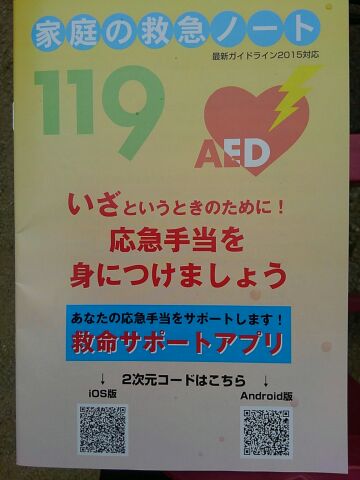 家庭の救急ノート
最新ガイドライン2015対応
119
AED
いざというときのために！
応急手当を
身につけましょう
あなたの応急手当をサポートします！
救命サポートアプリ
↓ 2次元コードはこちら ↓
iOS版 Android版